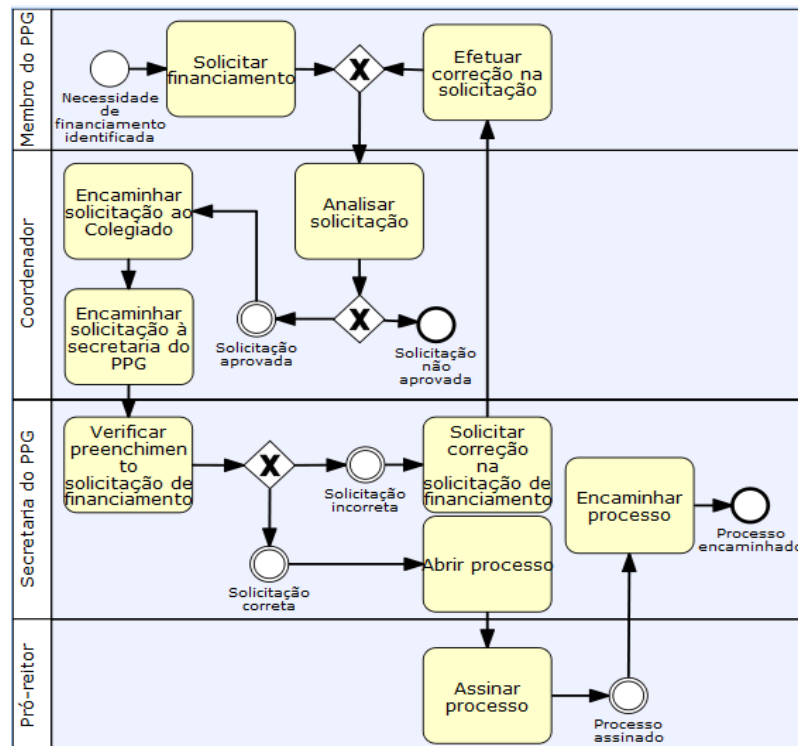 Membro do PPG
Necessidade
de
financiamento
identificada
Solicitar
financiamento
X
Efetuar
correção na
solicitação
Coordenador
Encaminhar
solicitação ao
Colegiado
Analisar
solicitação
Encaminhar
solicitação à
secretaria do
PPG
Solicitação
aprovada
X
Solicitação
não
aprovada
Secretaria do PPG
Verificar
preenchimen
to
solicitação de
financiamento
X
Solicitação
incorreta
Solicitar
correção
na
solicitação de
financiamento
Encaminhar
processo
Processo
encaminhado
Solicitação
correta
Abrir processo
Pró-reitor
Assinar
processo
Processo
assinado